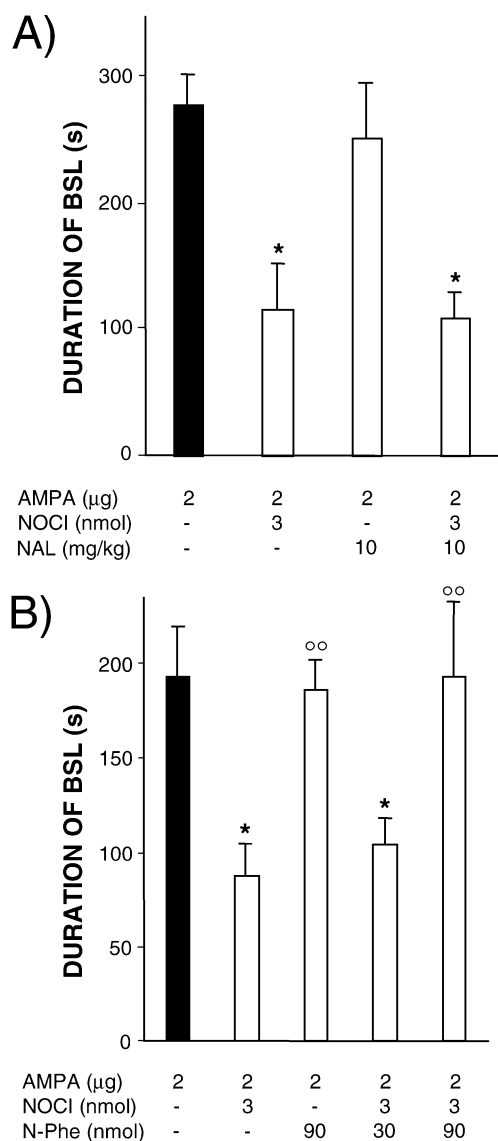 A)
DURATION OF BSL (s)
300
200
100
0
*
*
AMPA (µg) 2 2 2 2
NOCI (nmol) - 3 - 3
NAL (mg/kg) - - 10 10
B)
DURATION OF BSL (s)
200
150
100
50
0
*
°°
*
°°
AMPA (µg) 2 2 2 2 2
NOCI (nmol) - 3 - 3 3
N-Phe (nmol) - - 90 30 90